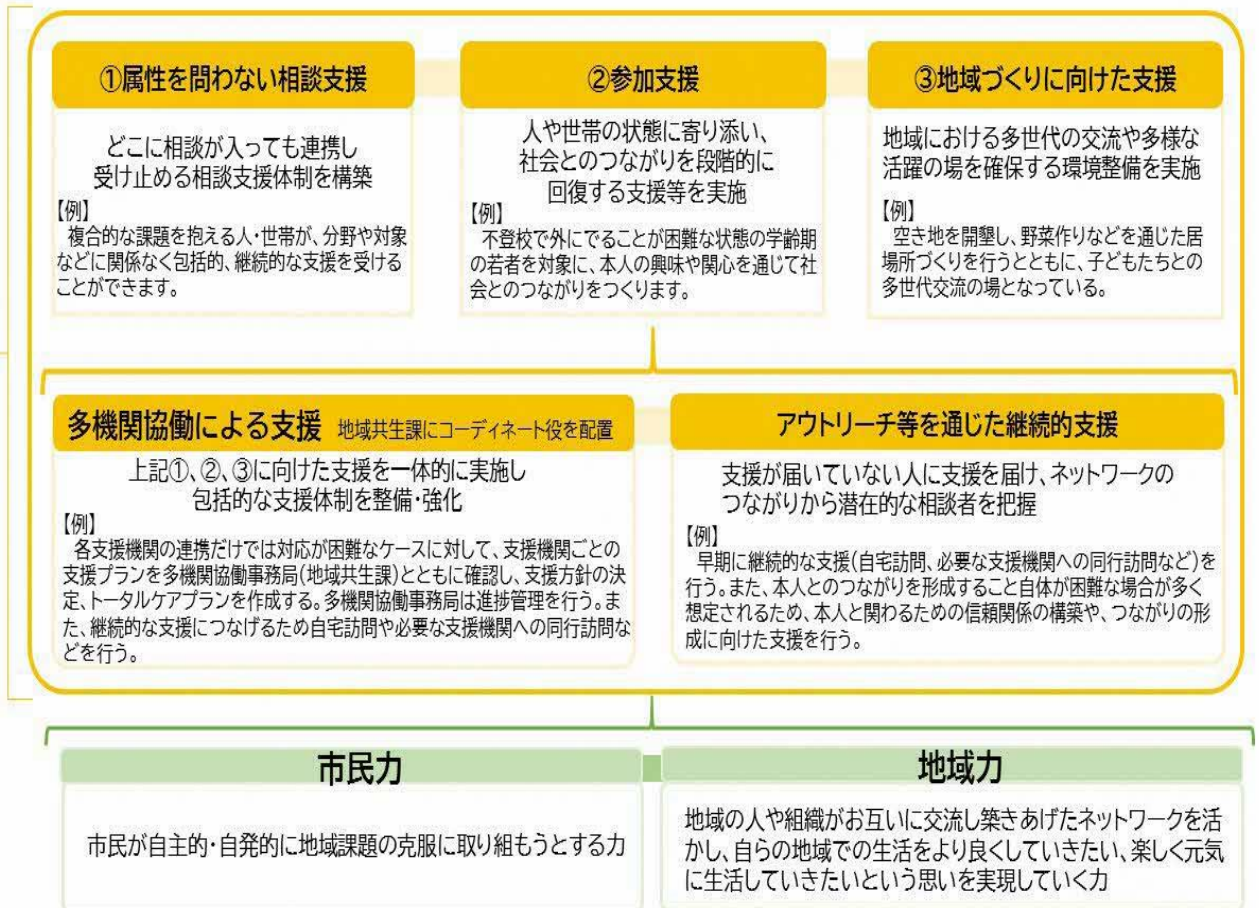 ①属性を問わない相談支援
どこに相談が入っても連携し
受け止める相談支援体制を構築
【例】
複合的な課題を抱える人・世帯が、分野や対象
などに関係なく包括的、継続的な支援を受ける
ことができます。
②参加支援
人や世帯の状態に寄り添い、
社会とのつながりを段階的に
回復する支援等を実施
【例】
不登校で外にでることが困難な状態の学齢期
の若者を対象に、本人の興味や関心を通じて社
会とのつながりをつくります。
③地域づくりに向けた支援
地域における多世代の交流や多様な
活躍の場を確保する環境整備を実施
【例】
空き地を開墾し、野菜作りなどを通じた居
場所づくりを行うとともに、子どもたちとの
多世代交流の場となっている。
多機関協働による支援 地域共生課にコーディネート役を配置
上記①、②、③に向けた支援を一体的に実施し
包括的な支援体制を整備・強化
【例】
各支援機関の連携だけでは対応が困難なケースに対して、支援機関ごとの
支援プランを多機関協働事務局(地域共生課)とともに確認し、支援方針の決
定、トータルケアプランを作成する。多機関協働事務局は進捗管理を行う。ま
た、継続的な支援につなげるため自宅訪問や必要な支援機関への同行訪問な
どを行う。
アウトリーチ等を通じた継続的支援
支援が届いていない人に支援を届け、ネットワークの
つながりから潜在的な相談者を把握
【例】
早期に継続的な支援(自宅訪問、必要な支援機関への同行訪問など)を
行う。また、本人とのつながりを形成すること自体が困難な場合が多く
想定されるため、本人と関わるための信頼関係の構築や、つながりの形
成に向けた支援を行う。
市民力
市民が自主的・自発的に地域課題の克服に取り組もうとする力
地域力
地域の人や組織がお互いに交流し築きあげたネットワークを活
かし、自らの地域での生活をより良くしていきたい、楽しく元気
に生活していきたいという思いを実現していく力